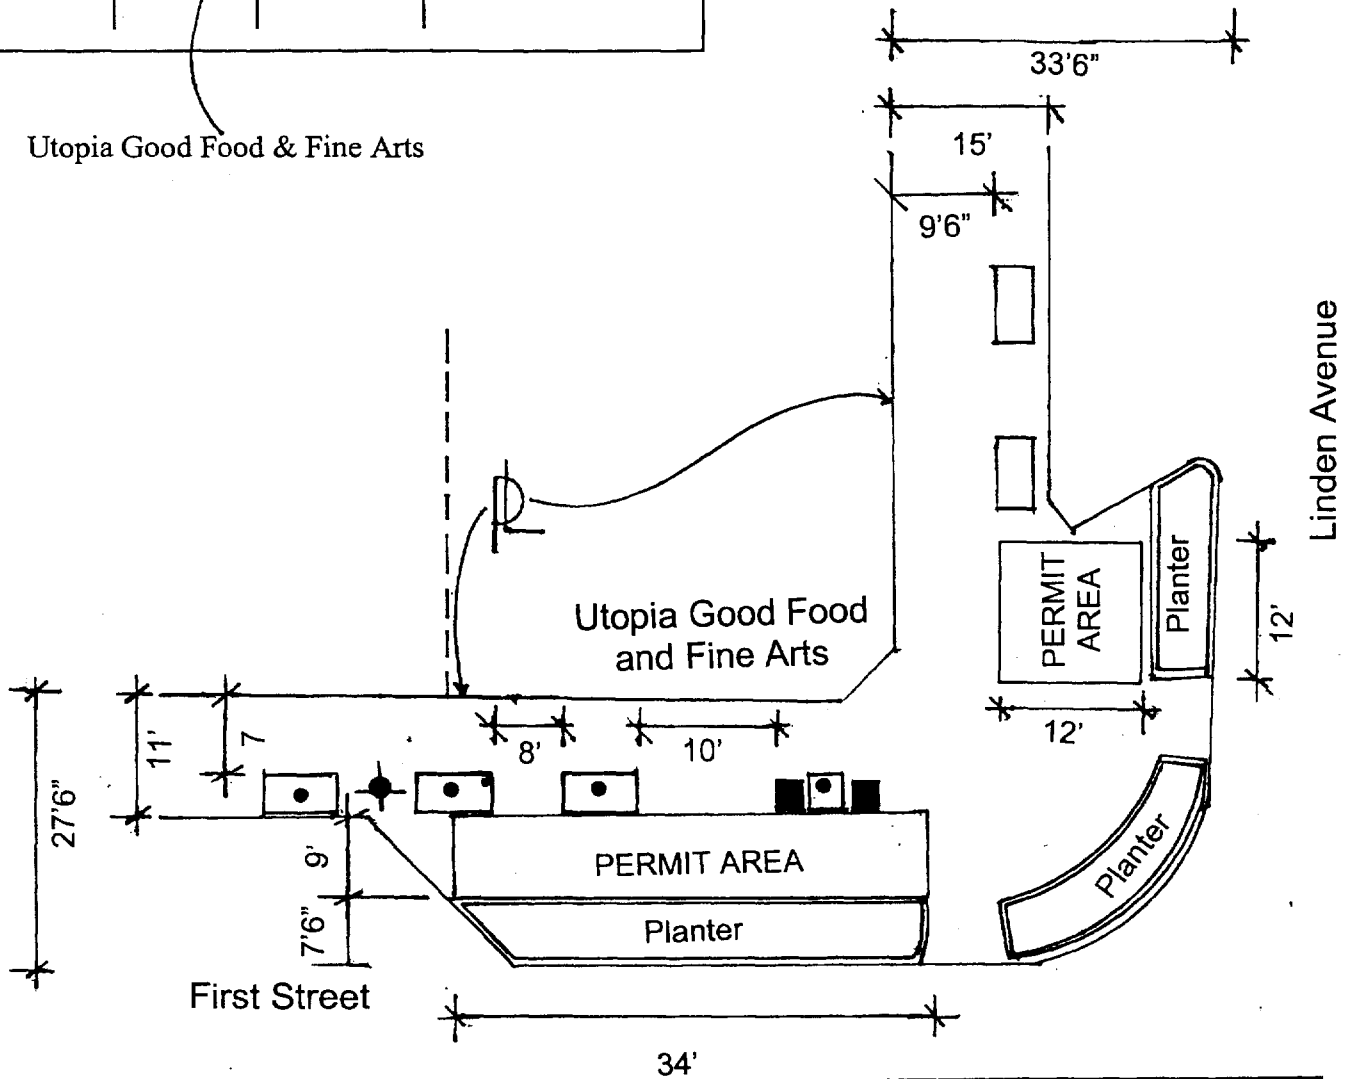 33'6"
15'
Utopia Good Food & Fine Arts
9'6"
Linden Avenue
Utopia Good Food
and Fine Arts
PERMIT
AREA
Planter
12'
12'
8'
10'
7
11'
27'6"
9'
PERMIT AREA
Planter
7'6"
Planter
First Street
34'